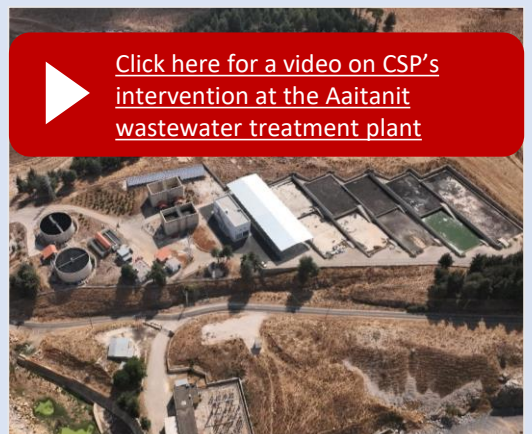 Click here for a video on CSP’s
intervention at the Aaitanit
wastewater treatment plant